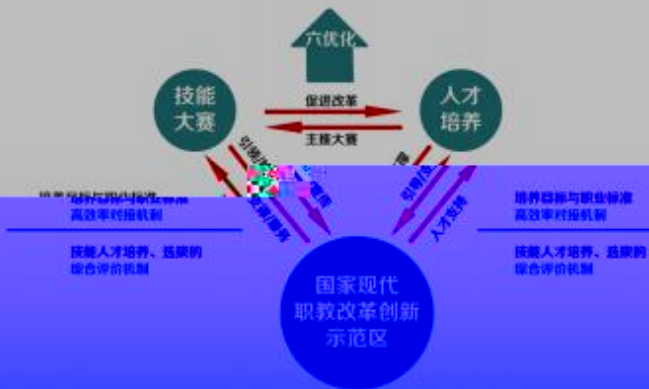 六优化
技能
大赛
促进改革
主推大赛
人才
培养
人才支持
培养目标与职业标准
高效率对接机制
技能人才培养、选拔的
综合评价机制
培养目标与职业标准
高效率对接机制
技能人才培养、选拔的
综合评价机制
国家现代
职教改革创新
示范区